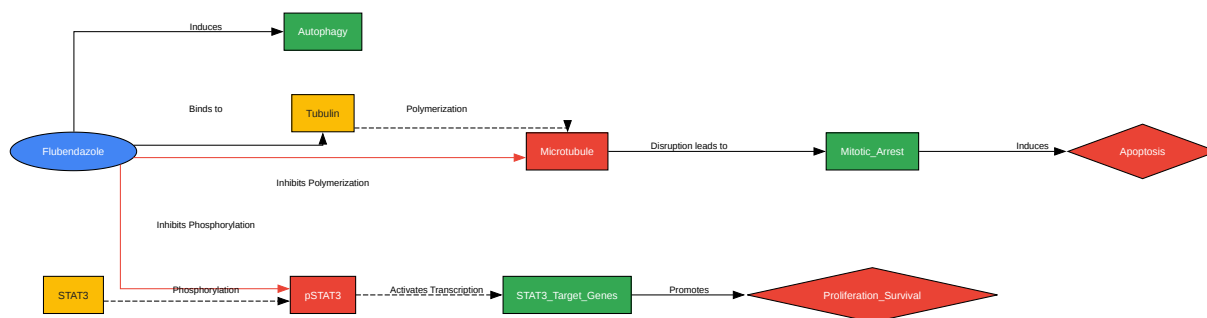 Induces
Autophagy
Binds to
Tubulin
Polymerization
Flubendazole
Microtubule
Disruption leads to
Mitotic_Arrest
Induces
Apoptosis
Inhibits Polymerization
Inhibits Phosphorylation
STAT3
Phosphorylation
pSTAT3
Activates Transcription
STAT3_Target_Genes
Promotes
Proliferation_Survival